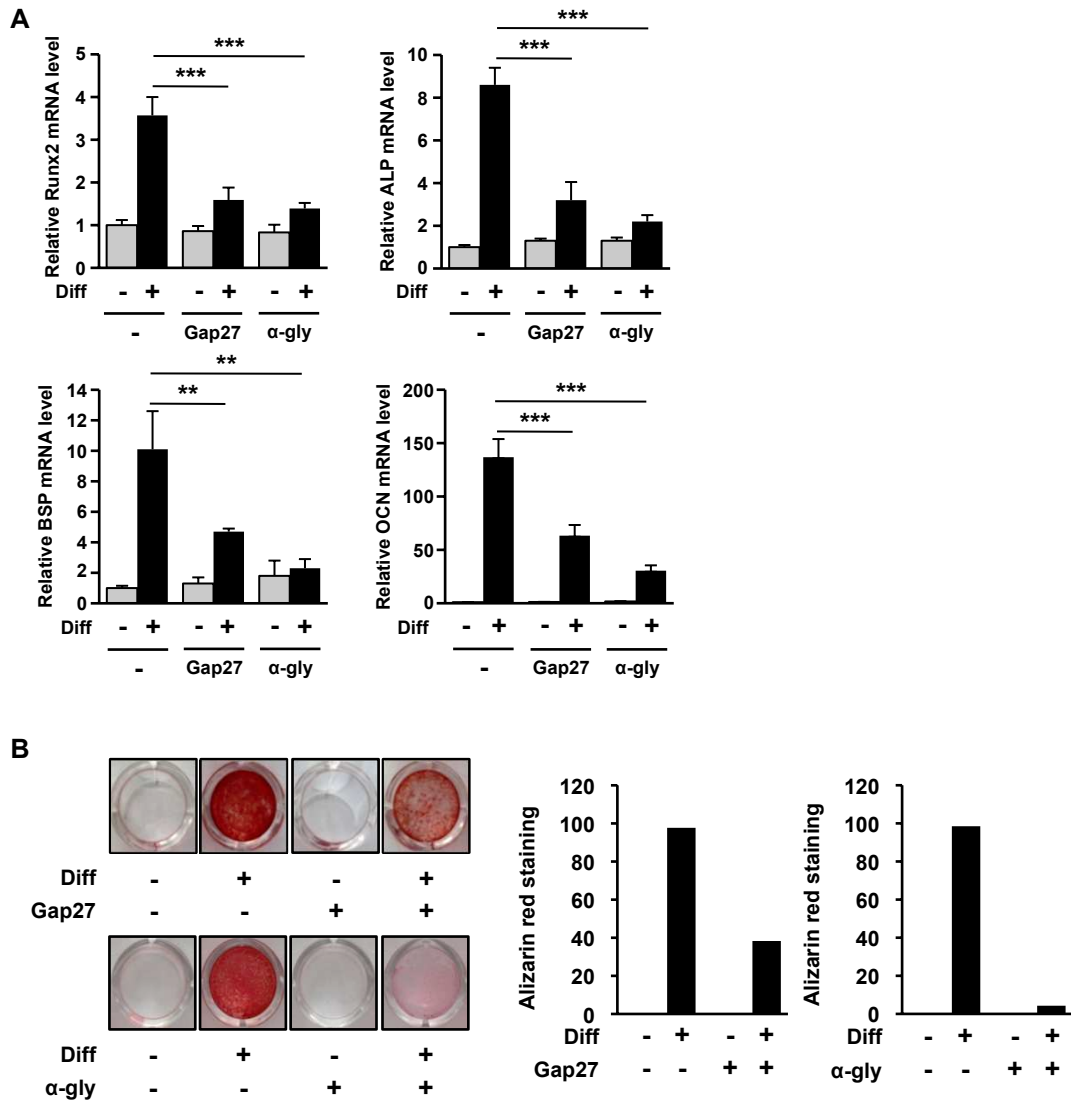 A
Relative Runx2 mRNA level
5
4
3
2
1
0
***
***
Diff - + - + - +
- Gap27 α-gly
Relative ALP mRNA level
10
8
6
4
2
0
***
***
Diff - + - + - +
- Gap27 α-gly
Relative BSP mRNA level
14
12
10
8
6
4
2
0
**
**
Diff - + - + - +
- Gap27 α-gly
Relative OCN mRNA level
200
150
100
50
0
***
***
Diff - + - + - +
- Gap27 α-gly
B
Diff - + - +
Gap27 - - + +
Diff - + - +
α-gly - - + +
Alizarin red staining
120
100
80
60
40
20
0
Diff - + - +
Gap27 - - + +
Alizarin red staining
120
100
80
60
40
20
0
Diff - + - +
α-gly - - + +